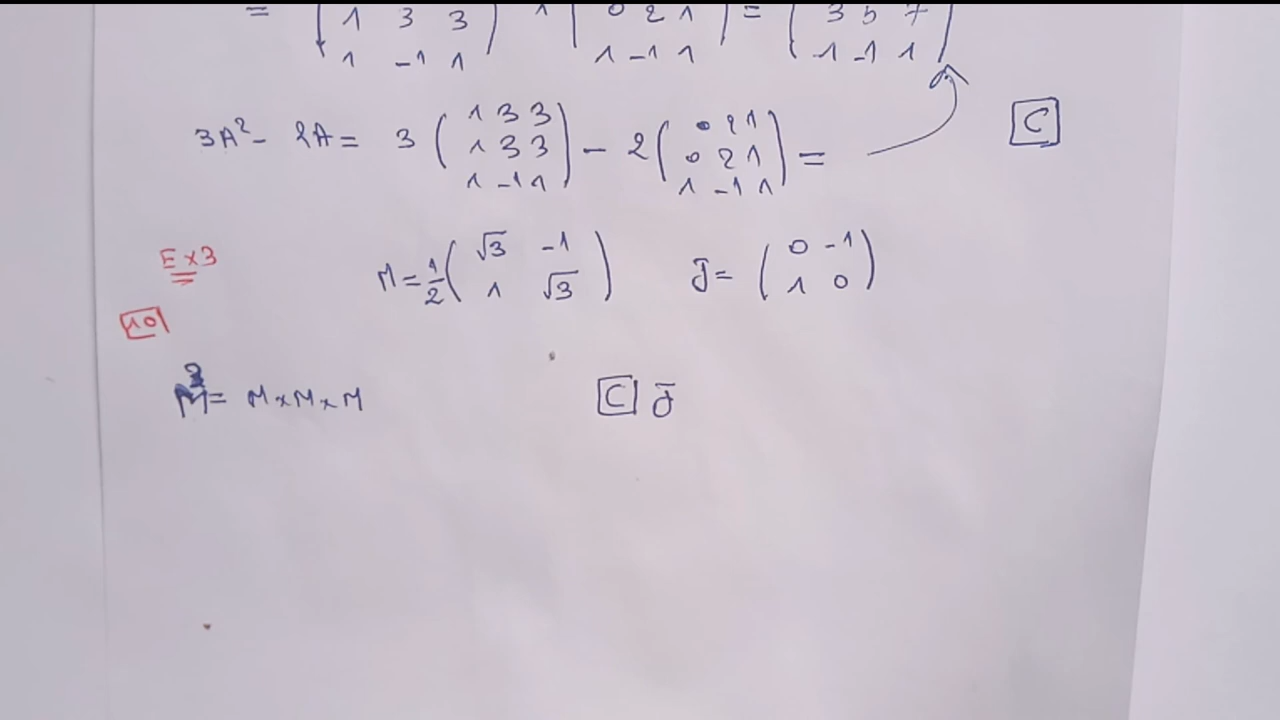 = ( 1 3 3 ) + ( 0 2 1 ) = ( 3 5 7 )
1 -1 1 1 -1 1 1 -1 1
3A² - 2A = 3 ( 1 3 3 ) - 2 ( 0 2 1 ) = C
1 3 3 0 2 1
1 -1 1 1 -1 1
Ex3 M = 1/2 ( √3 -1 ) J = ( 0 -1 )
1 √3 1 0
10)
M³ = M×M×M C J